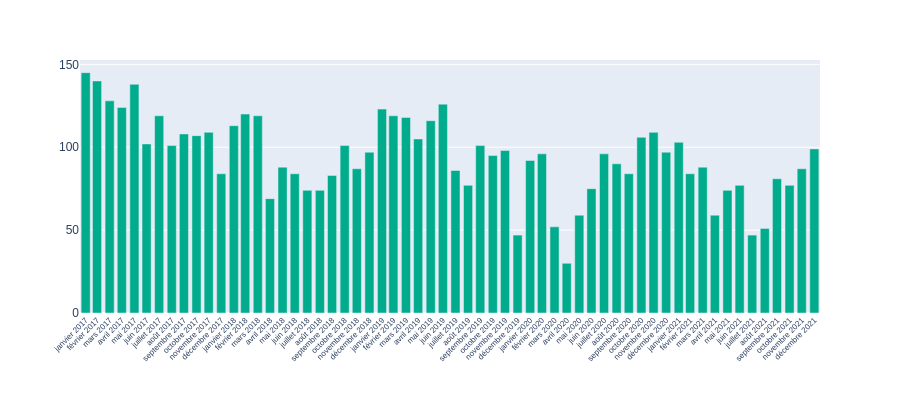 150
100
50
0
janvier 2017
février 2017
mars 2017
avril 2017
mai 2017
juin 2017
juillet 2017
août 2017
septembre 2017
octobre 2017
novembre 2017
décembre 2017
janvier 2018
février 2018
mars 2018
avril 2018
mai 2018
juin 2018
juillet 2018
août 2018
septembre 2018
octobre 2018
novembre 2018
décembre 2018
janvier 2019
février 2019
mars 2019
avril 2019
mai 2019
juin 2019
juillet 2019
août 2019
septembre 2019
octobre 2019
novembre 2019
décembre 2019
janvier 2020
février 2020
mars 2020
avril 2020
mai 2020
juin 2020
juillet 2020
août 2020
septembre 2020
octobre 2020
novembre 2020
décembre 2020
janvier 2021
février 2021
mars 2021
avril 2021
mai 2021
juin 2021
juillet 2021
août 2021
septembre 2021
octobre 2021
novembre 2021
décembre 2021